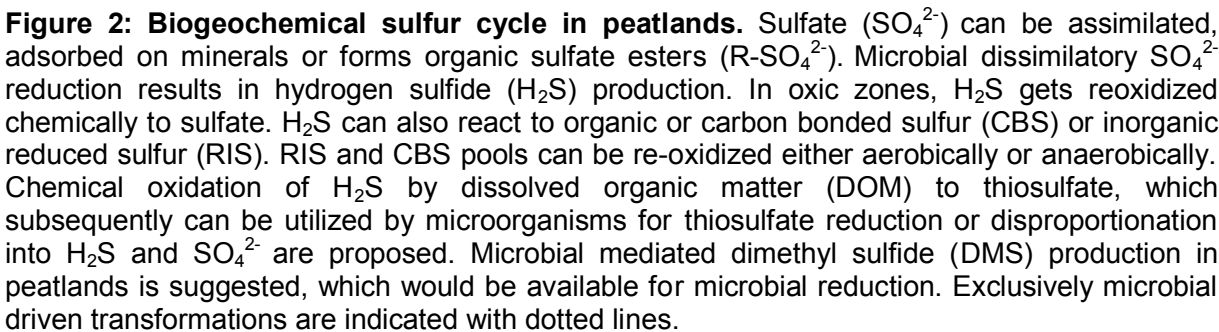 Figure 2: Biogeochemical sulfur cycle in peatlands. Sulfate (SO₄²⁻) can be assimilated,
adsorbed on minerals or forms organic sulfate esters (R-SO₄²⁻). Microbial dissimilatory SO₄²⁻
reduction results in hydrogen sulfide (H₂S) production. In oxic zones, H₂S gets reoxidized
chemically to sulfate. H₂S can also react to organic or carbon bonded sulfur (CBS) or inorganic
reduced sulfur (RIS). RIS and CBS pools can be re-oxidized either aerobically or anaerobically.
Chemical oxidation of H₂S by dissolved organic matter (DOM) to thiosulfate, which
subsequently can be utilized by microorganisms for thiosulfate reduction or disproportionation
into H₂S and SO₄²⁻ are proposed. Microbial mediated dimethyl sulfide (DMS) production in
peatlands is suggested, which would be available for microbial reduction. Exclusively microbial
driven transformations are indicated with dotted lines.